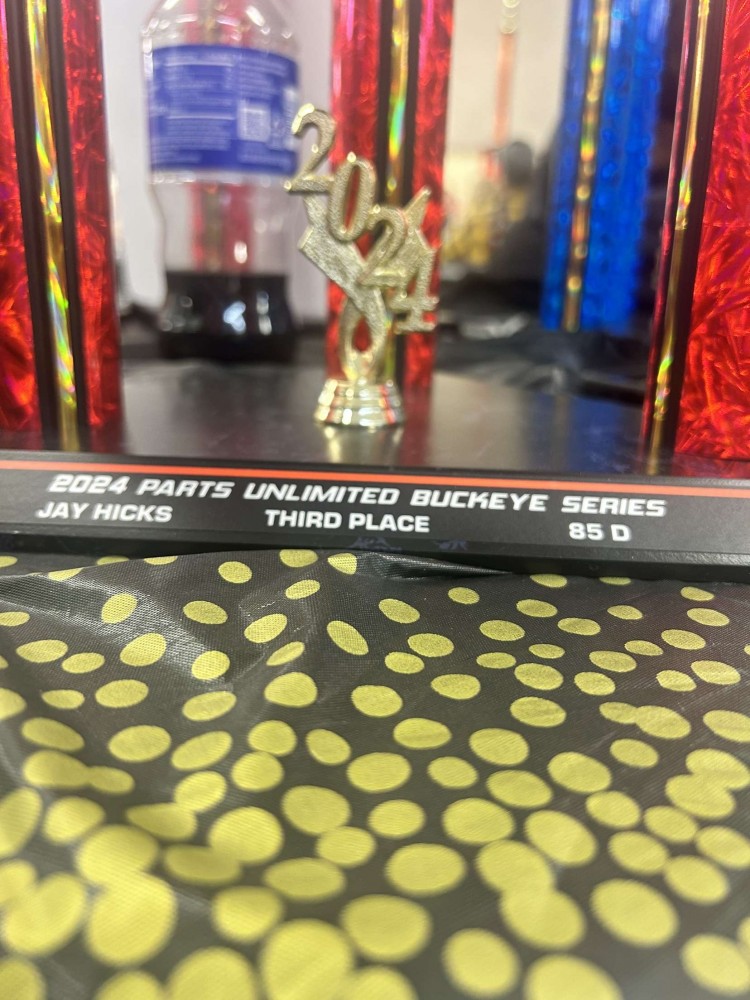 2024
2024 PARTS UNLIMITED BUCKEYE SERIES
JAY HICKS THIRD PLACE 85 D